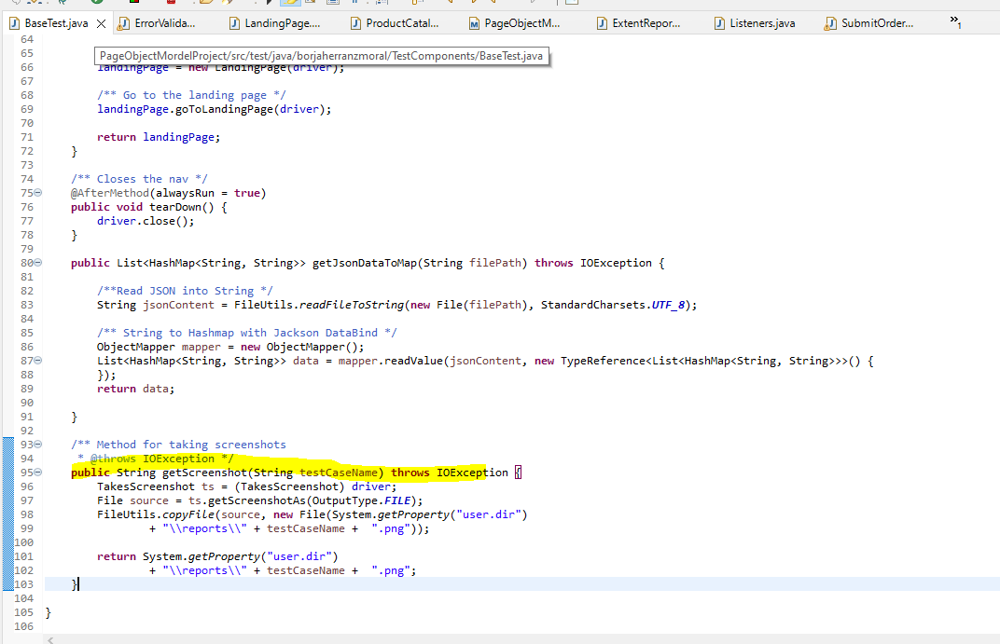 BaseTest.java
ErrorValida...
LandingPage....
ProductCatal...
PageObjectM...
ExtentRepor...
Listeners.java
SubmitOrder...
»1
64
65
PageObjectMordelProject/src/test/java/borjaherranzmoral/TestComponents/BaseTest.java
66 landingPage = new LandingPage(driver);
67
68 /** Go to the landing page */
69 landingPage.goToLandingPage(driver);
70
71 return landingPage;
72 }
73
74 /** Closes the nav */
75 @AfterMethod(alwaysRun = true)
76 public void tearDown() {
77 driver.close();
78 }
79
80 public List<HashMap<String, String>> getJsonDataToMap(String filePath) throws IOException {
81
82 /**Read JSON into String */
83 String jsonContent = FileUtils.readFileToString(new File(filePath), StandardCharsets.UTF_8);
84
85 /** String to Hashmap with Jackson DataBind */
86 ObjectMapper mapper = new ObjectMapper();
87 List<HashMap<String, String>> data = mapper.readValue(jsonContent, new TypeReference<List<HashMap<String, String>>>() {
88 });
89 return data;
90
91 }
92
93 /** Method for taking screenshots
94 * @throws IOException */
95 public String getScreenshot(String testCaseName) throws IOException {
96 TakesScreenshot ts = (TakesScreenshot) driver;
97 File source = ts.getScreenshotAs(OutputType.FILE);
98 FileUtils.copyFile(source, new File(System.getProperty("user.dir")
99 + "\\reports\\" + testCaseName + ".png"));
100
101 return System.getProperty("user.dir")
102 + "\\reports\\" + testCaseName + ".png";
103 }
104
105 }
106